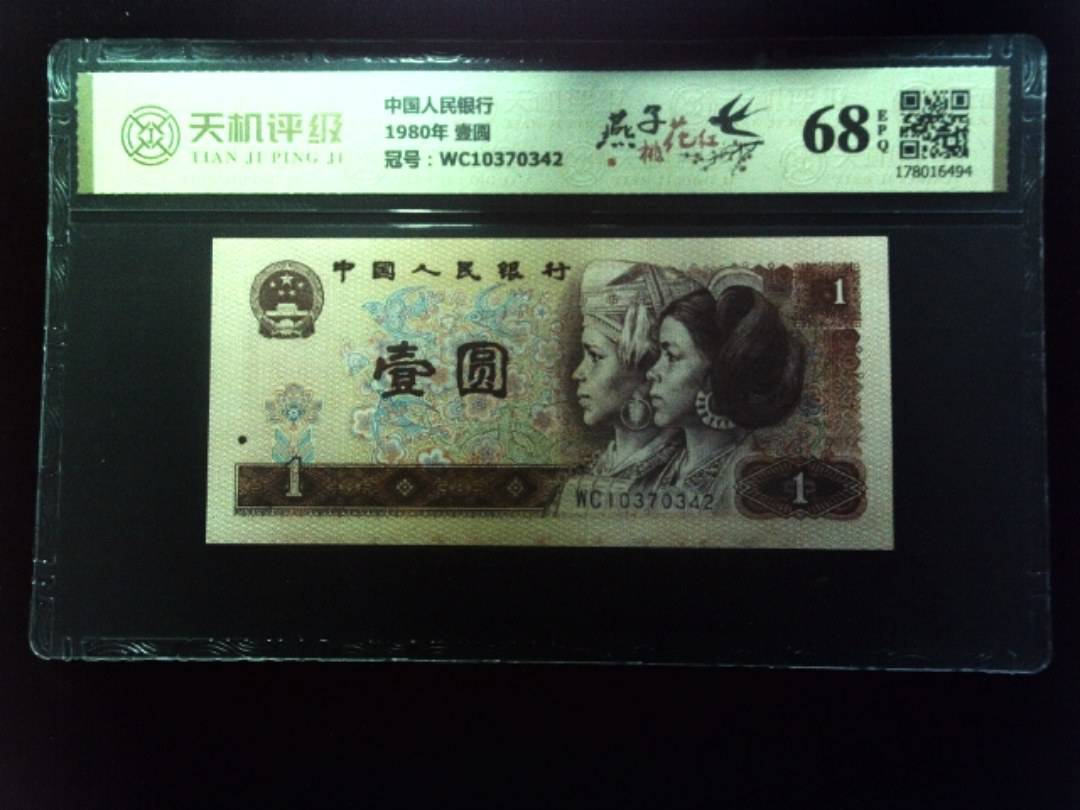 天机评级
TIAN JI PING JI
中国人民银行
1980年 壹圆
冠号：WC10370342
燕子
桃花红
68
EPQ
178016494
中国人民银行
1
壹圆
1
WC10370342
1